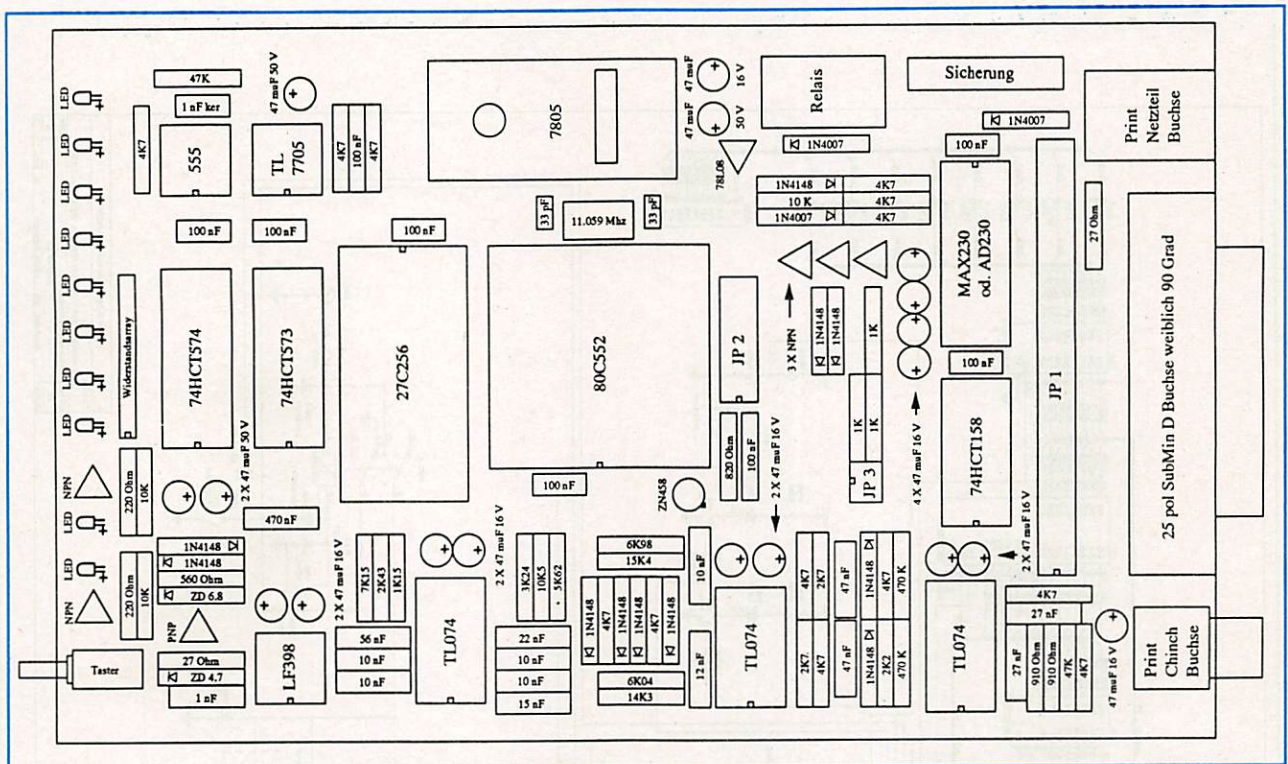 LED
LED
LED
LED
LED
LED
LED
LED
NPN
LED
LED
NPN
Taster
47K
1 nF ker
4K7
555
100 nF
Widerstandsarray
74HCT574
220 Ohm
10K
220 Ohm
10K
47 muF 50 V
TL
7705
100 nF
74HCT573
2 X 47 muF 50 V
470 nF
1N4148
1N4148
560 Ohm
ZD 6.8
PNP
27 Ohm
ZD 4.7
1 nF
LF398
2 X 47 muF 16 V
4K7
100 nF
4K7
100 nF
27C256
7K15
2K43
1K15
56 nF
10 nF
10 nF
TL074
2 X 47 muF 16 V
7805
33 pF
11.059 Mhz
33 pF
80C552
100 nF
3K24
10K5
5K62
22 nF
10 nF
10 nF
15 nF
6K98
15K4
1N4148
4K7
1N4148
1N4148
4K7
1N4148
6K04
14K3
47 muF
50 V
47 muF
16 V
78L08
JP 2
820 Ohm
100 nF
ZN458
10 nF
12 nF
2 X 47 muF 16 V
TL074
Relais
1N4007
1N4148
4K7
10 K
4K7
1N4007
4K7
3 X NPN
1N4148
1N4148
1K
1K
1K
JP 3
4 X 47 muF 16 V
4K7
2K7
2K7
4K7
47 nF
47 nF
1N4148
4K7
470 K
1N4148
2K2
470 K
Sicherung
1N4007
100 nF
MAX230
od. AD230
100 nF
74HCT158
JP 1
2 X 47 muF 16 V
TL074
4K7
27 nF
27 nF
910 Ohm
910 Ohm
47K
4K7
47 muF 16 V
Print
Netzteil
Buchse
27 Ohm
25 pol SubMin D Buchse weiblich 90 Grad
Print
Chinch
Buchse